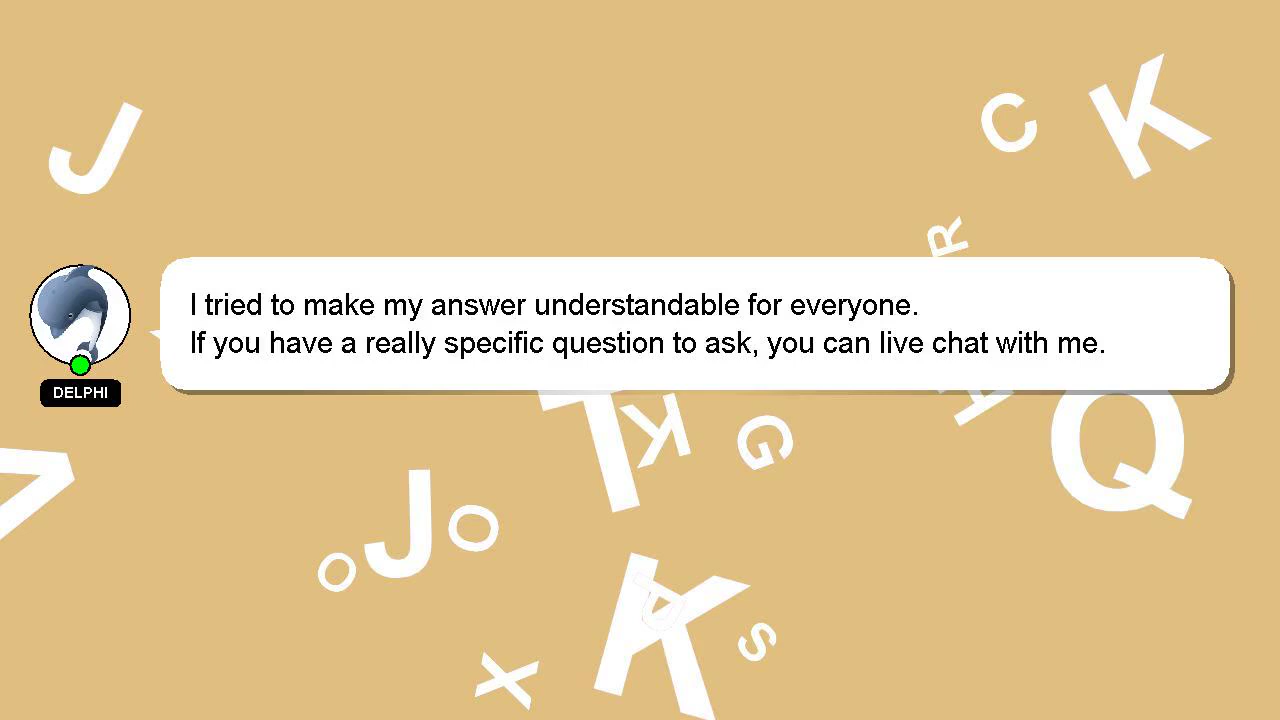 J
C
K
R
I tried to make my answer understandable for everyone.
If you have a really specific question to ask, you can live chat with me.
DELPHI
T
K
G
Q
J
O
O
K
S
X